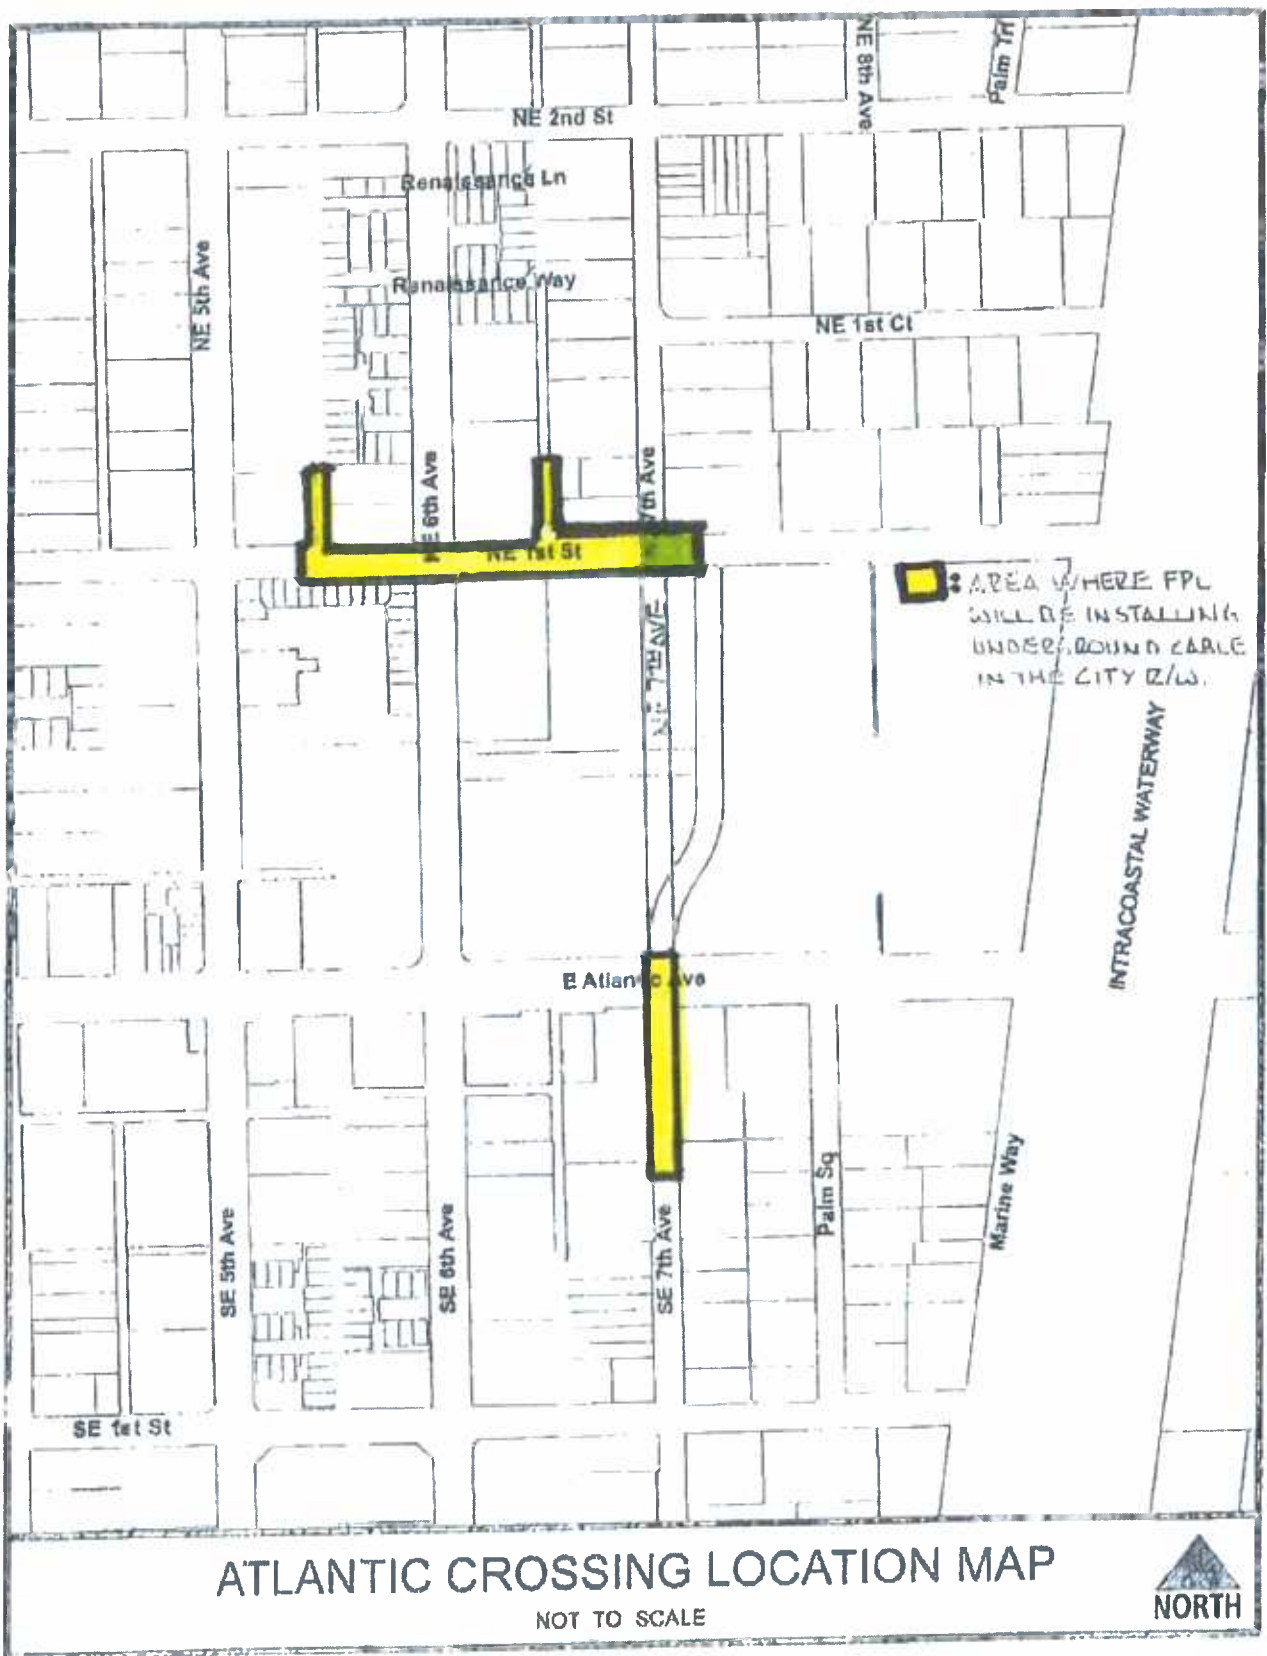 NE 8th Ave
Palm Trl
NE 2nd St
Renaissance Ln
NE 5th Ave
Renaissance Way
NE 1st Ct
NE 6th Ave
7th Ave
NE 1st St
: AREA WHERE FPL
WILL BE INSTALLING
UNDERGROUND CABLE
IN THE CITY R/W.
NE 7TH AVE
INTRACOASTAL WATERWAY
E Atlantic Ave
Palm Sq
Marine Way
SE 5th Ave
SE 6th Ave
SE 7th Ave
SE 1st St
ATLANTIC CROSSING LOCATION MAP
NOT TO SCALE
NORTH